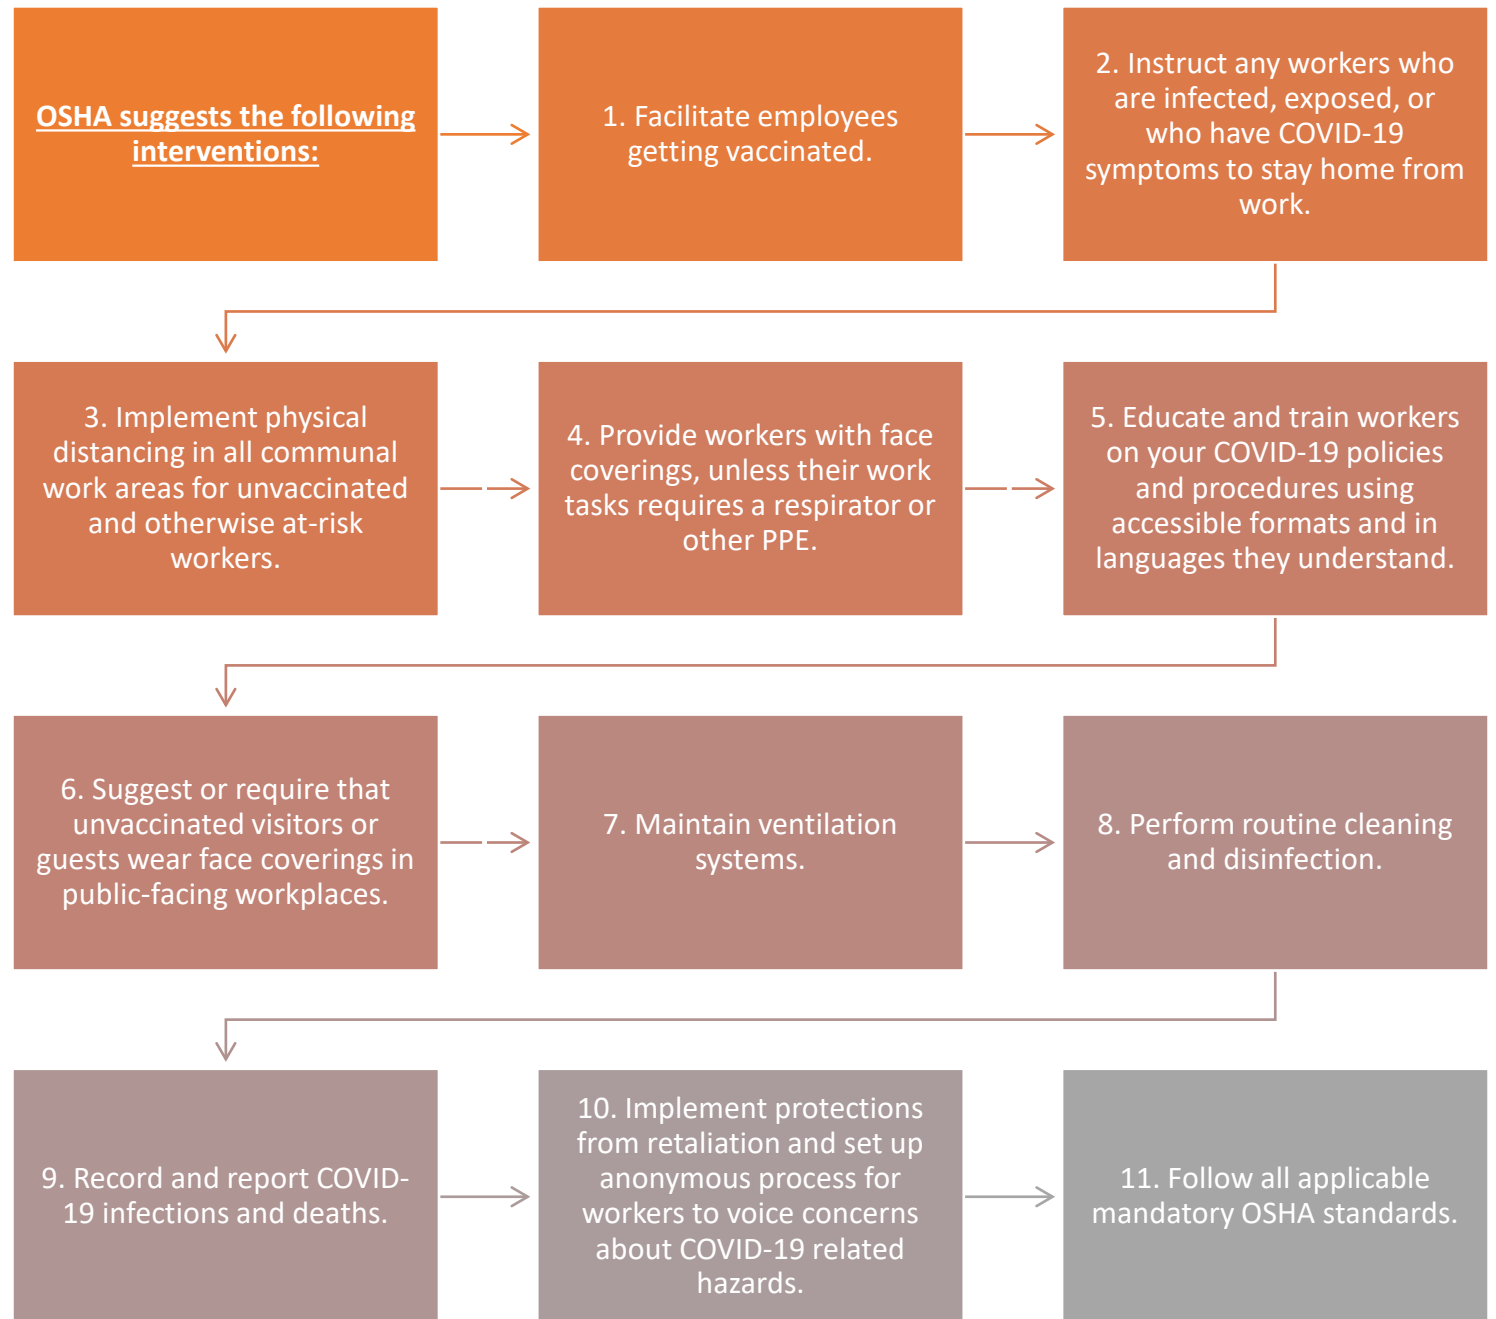 OSHA suggests the following
interventions:
1. Facilitate employees
getting vaccinated.
2. Instruct any workers who
are infected, exposed, or
who have COVID-19
symptoms to stay home from
work.
3. Implement physical
distancing in all communal
work areas for unvaccinated
and otherwise at-risk
workers.
4. Provide workers with face
coverings, unless their work
tasks requires a respirator or
other PPE.
5. Educate and train workers
on your COVID-19 policies
and procedures using
accessible formats and in
languages they understand.
6. Suggest or require that
unvaccinated visitors or
guests wear face coverings in
public-facing workplaces.
7. Maintain ventilation
systems.
8. Perform routine cleaning
and disinfection.
9. Record and report COVID-
19 infections and deaths.
10. Implement protections
from retaliation and set up
anonymous process for
workers to voice concerns
about COVID-19 related
hazards.
11. Follow all applicable
mandatory OSHA standards.